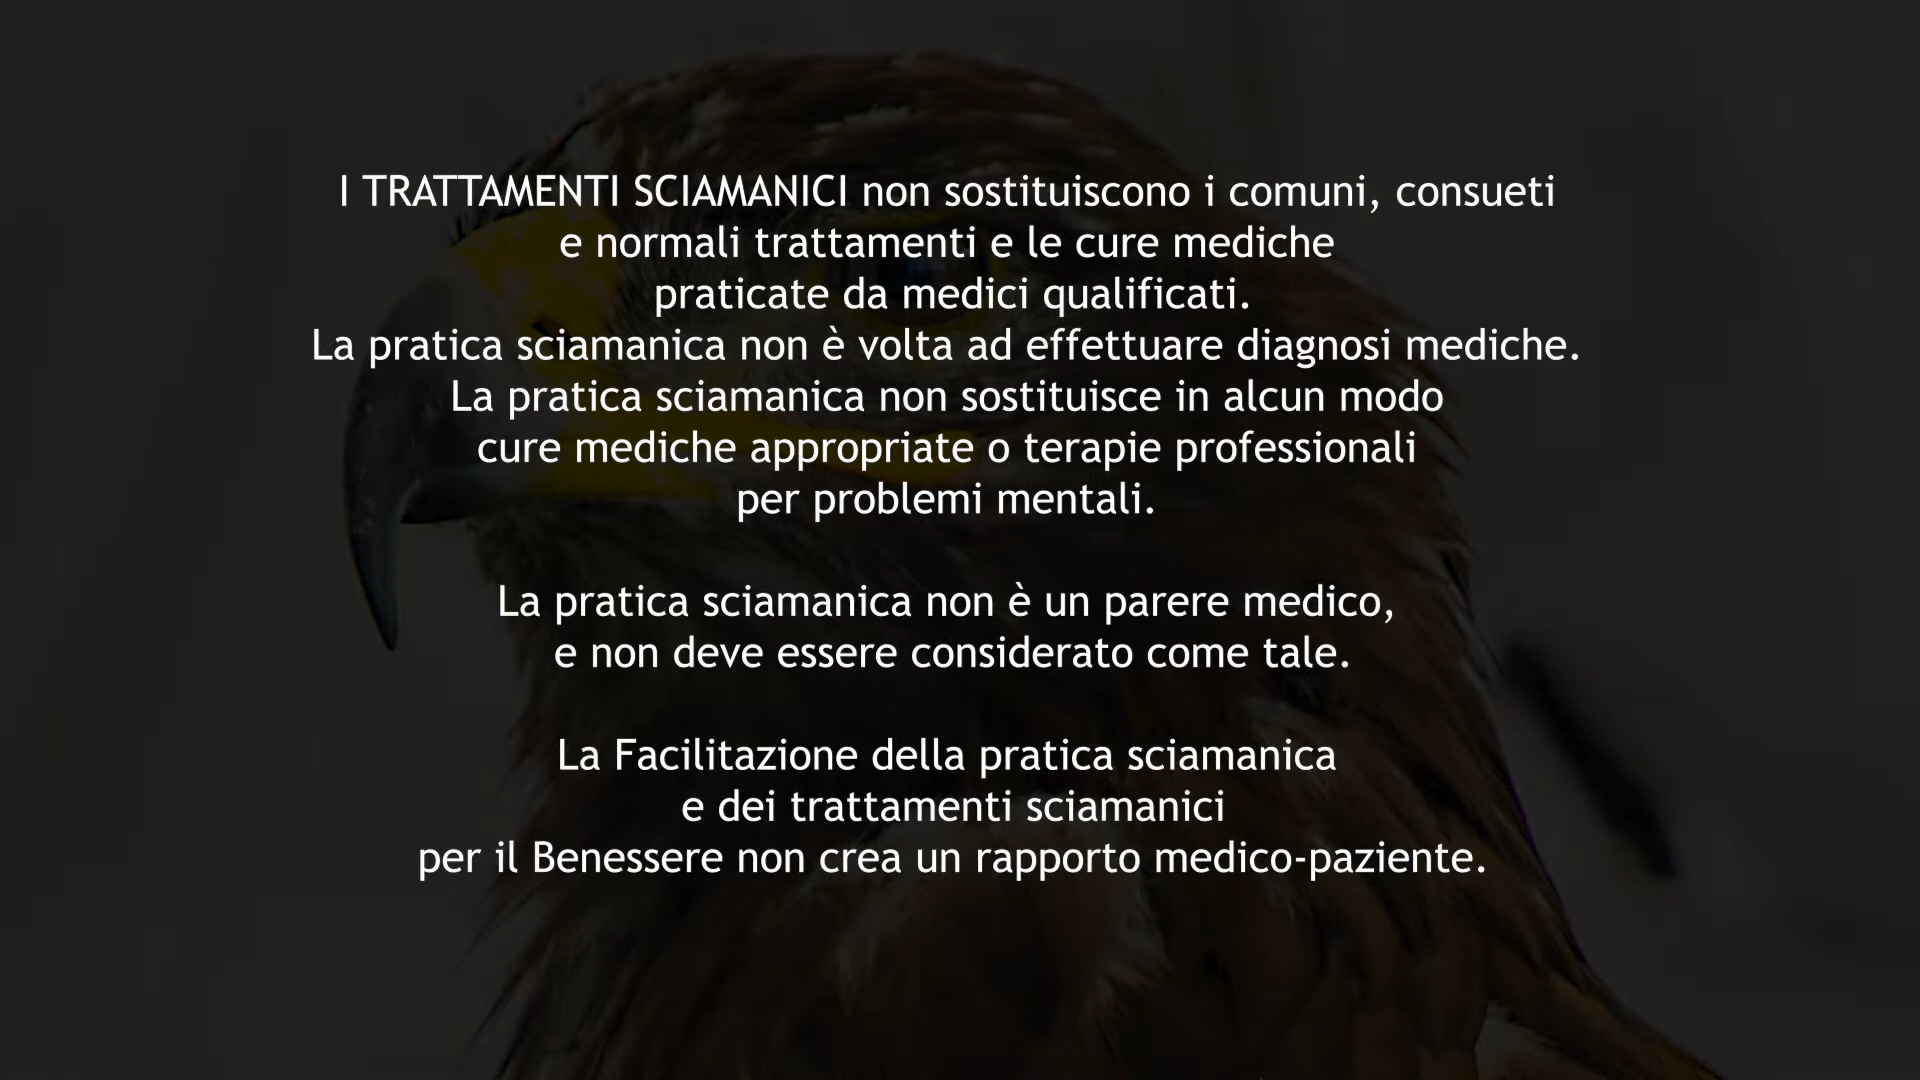 I TRATTAMENTI SCIAMANICI non sostituiscono i comuni, consueti
e normali trattamenti e le cure mediche
praticate da medici qualificati.
La pratica sciamanica non è volta ad effettuare diagnosi mediche.
La pratica sciamanica non sostituisce in alcun modo
cure mediche appropriate o terapie professionali
per problemi mentali.
La pratica sciamanica non è un parere medico,
e non deve essere considerato come tale.
La Facilitazione della pratica sciamanica
e dei trattamenti sciamanici
per il Benessere non crea un rapporto medico-paziente.